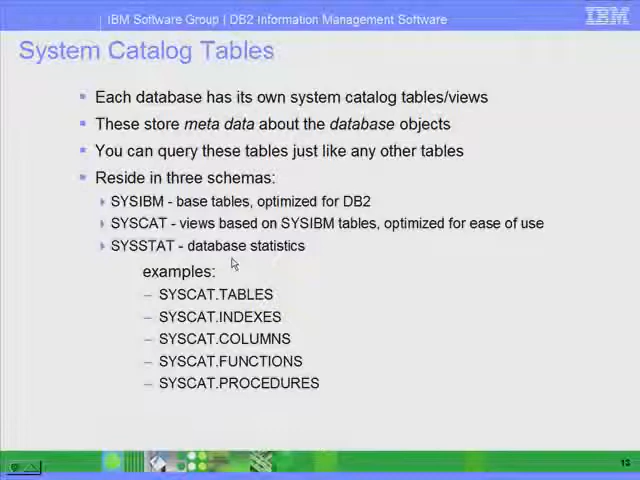 IBM Software Group | DB2 Information Management Software
IBM
System Catalog Tables
Each database has its own system catalog tables/views
These store meta data about the database objects
You can query these tables just like any other tables
Reside in three schemas:
SYSIBM - base tables, optimized for DB2
SYSCAT - views based on SYSIBM tables, optimized for ease of use
SYSSTAT - database statistics
examples:
– SYSCAT.TABLES
– SYSCAT.INDEXES
– SYSCAT.COLUMNS
– SYSCAT.FUNCTIONS
– SYSCAT.PROCEDURES
13